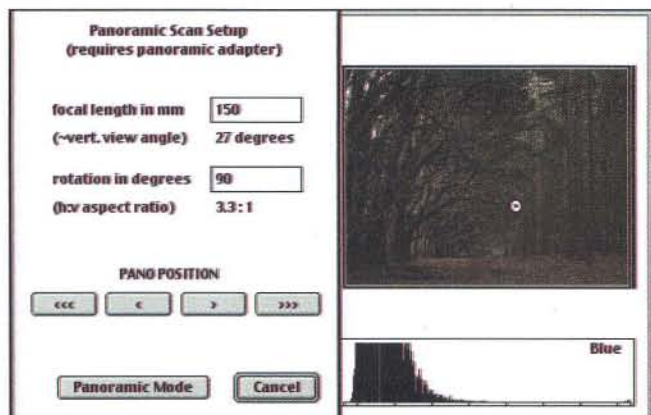 Panoramic Scan Setup
(requires panoramic adapter)
focal length in mm 150
(~vert. view angle) 27 degrees
rotation in degrees 90
(h:v aspect ratio) 3.3 : 1
PANO POSITION
<<< < > >>>
Panoramic Mode Cancel
Blue